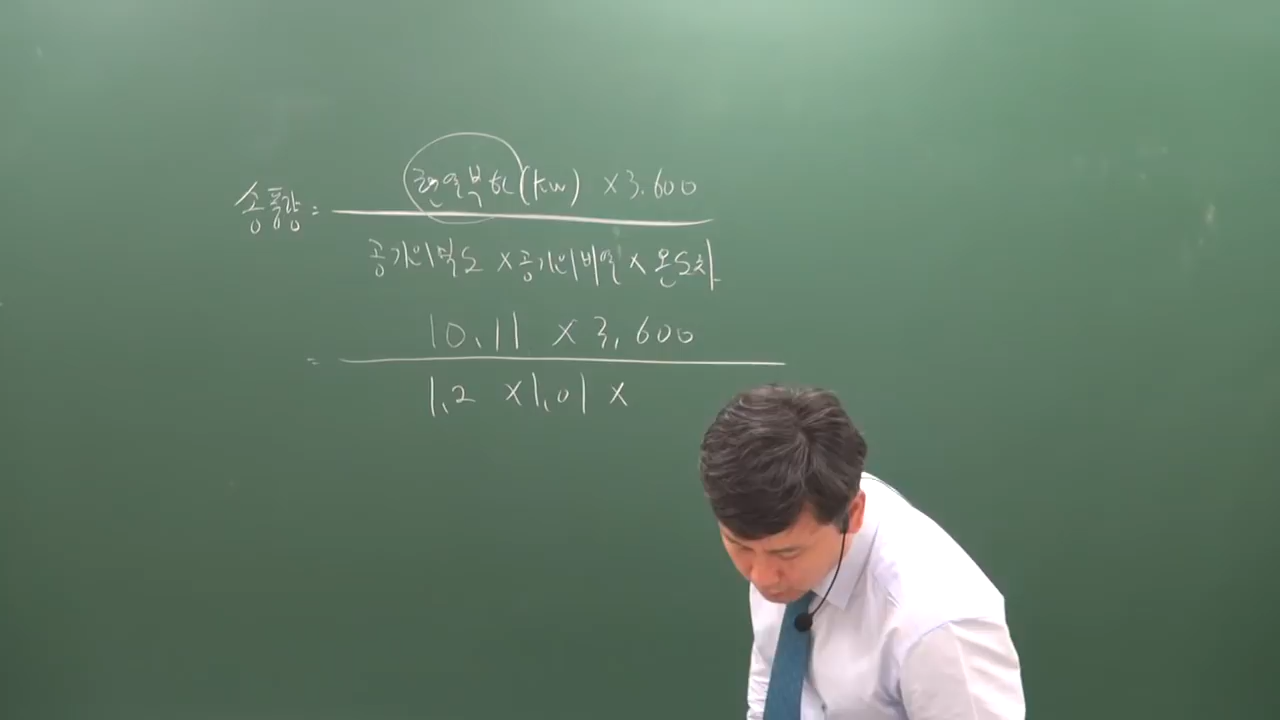 현열부하(kw) ×3.600
송풍량 =
공기의밀도 ×공기의비열× 온도차
10.11 × 3,600
=
1.2 ×1.01 ×